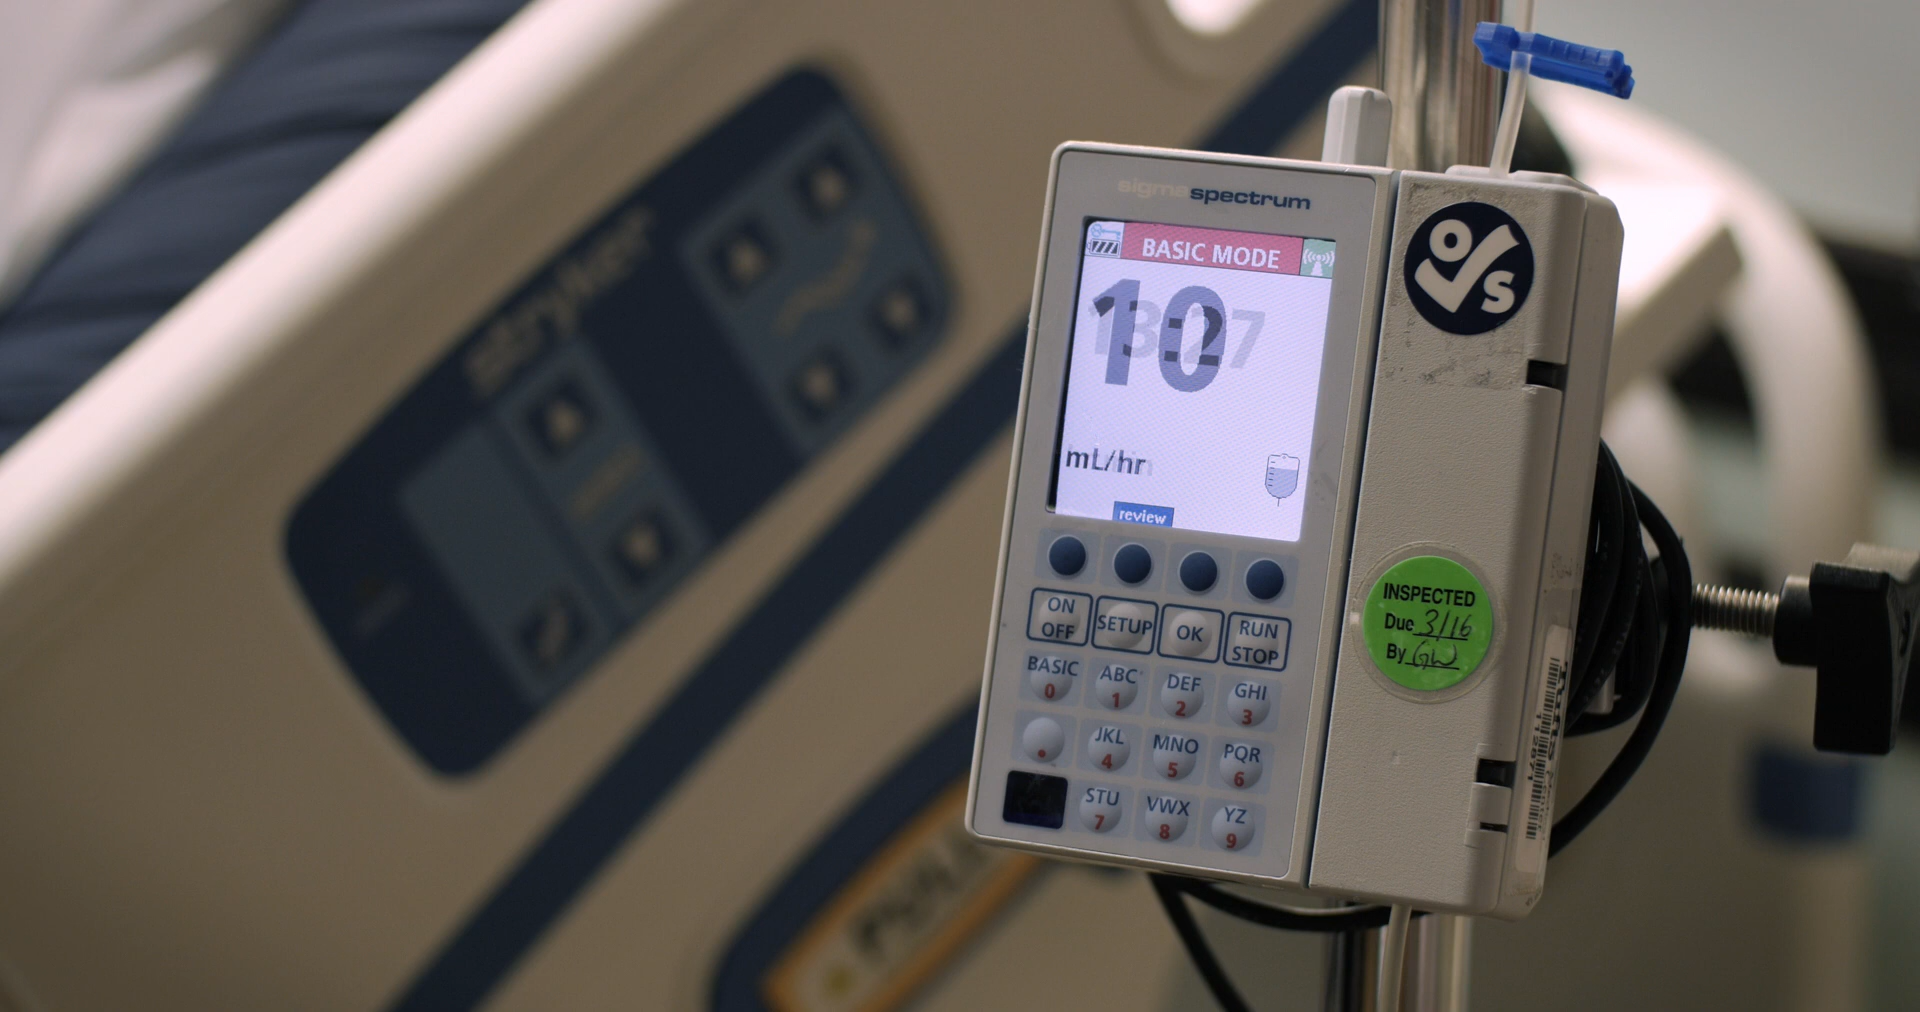 stryker
sigma spectrum
BASIC MODE
10
13:27
mL/hr
review
ON
OFF
SETUP
OK
RUN
STOP
BASIC
0
ABC
1
DEF
2
GHI
3
.
JKL
4
MNO
5
PQR
6
STU
7
VWX
8
YZ
9
O S
INSPECTED
Due 3/16
By GW